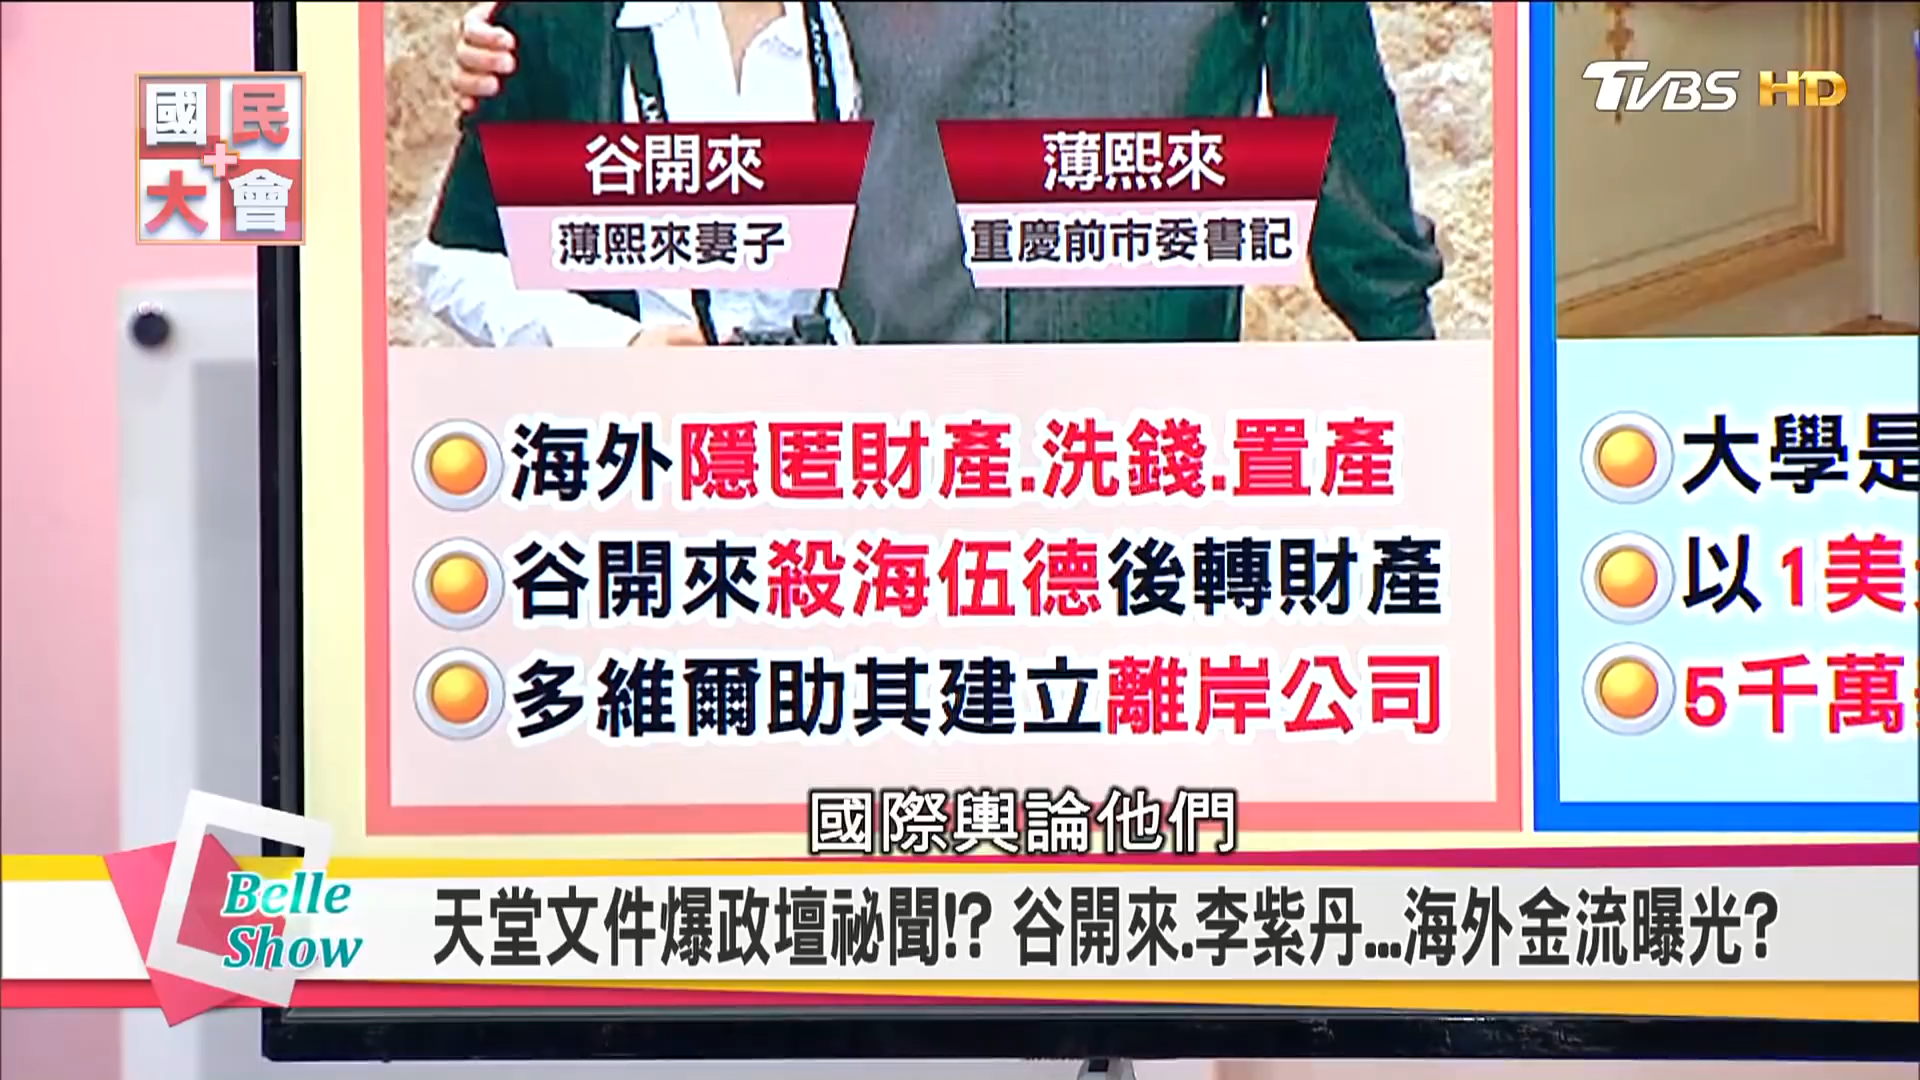 國民
大會
TVBS HD
ANXOS
谷開來
薄熙來妻子
薄熙來
重慶前市委書記
海外隱匿財產.洗錢.置產
谷開來殺海伍德後轉財產
多維爾助其建立離岸公司
大學是
以1美
5千萬
國際輿論他們
Belle
Show
天堂文件爆政壇祕聞!? 谷開來.李紫丹...海外金流曝光?